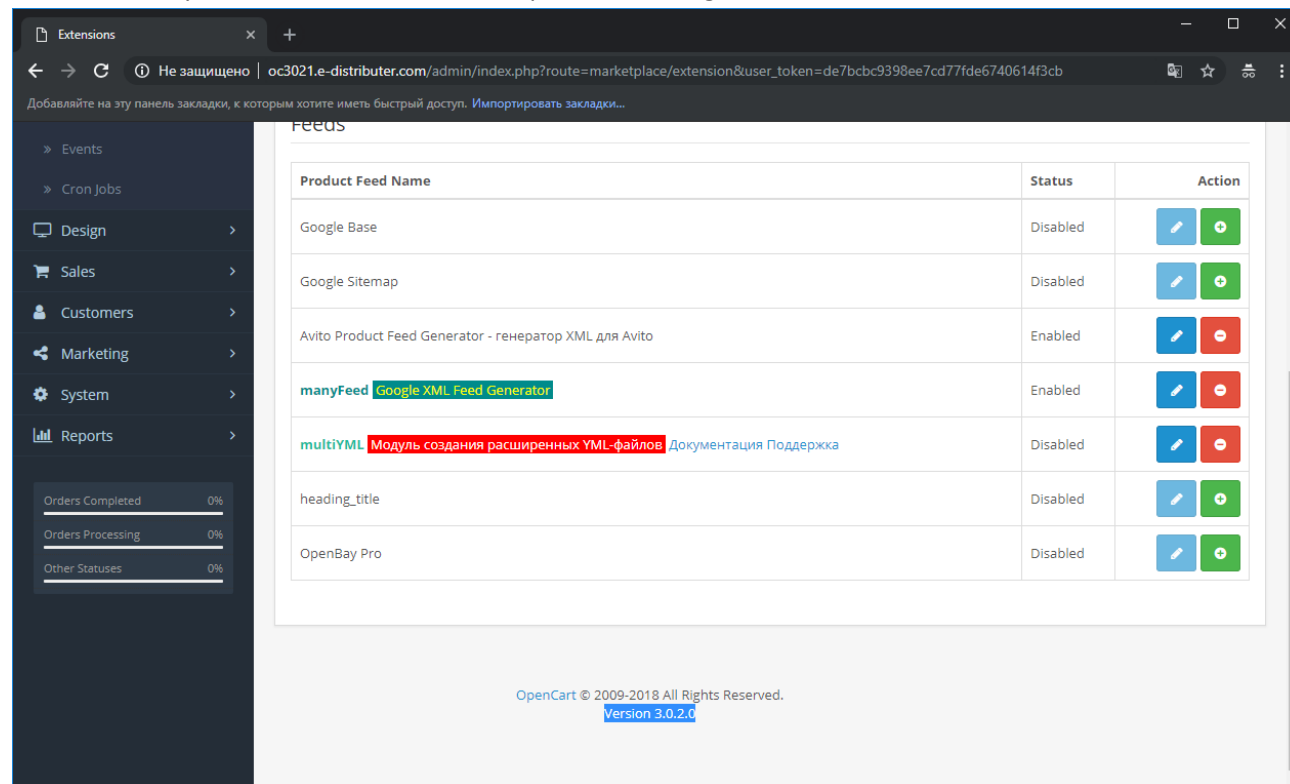 Extensions
Не защищено | oc3021.e-distributer.com/admin/index.php?route=marketplace/extension&user_token=de7bcbc9398ee7cd77fde6740614f3cb
Добавляйте на эту панель закладки, к которым хотите иметь быстрый доступ. Импортировать закладки...
» Events
» Cron Jobs
Design
Sales
Customers
Marketing
System
Reports
Orders Completed 0%
Orders Processing 0%
Other Statuses 0%
Feeds
Product Feed Name Status Action
Google Base Disabled
Google Sitemap Disabled
Avito Product Feed Generator - генератор XML для Avito Enabled
manyFeed Google XML Feed Generator Enabled
multiYML Модуль создания расширенных YML-файлов Документация Поддержка Disabled
heading_title Disabled
OpenBay Pro Disabled
OpenCart © 2009-2018 All Rights Reserved.
Version 3.0.2.0